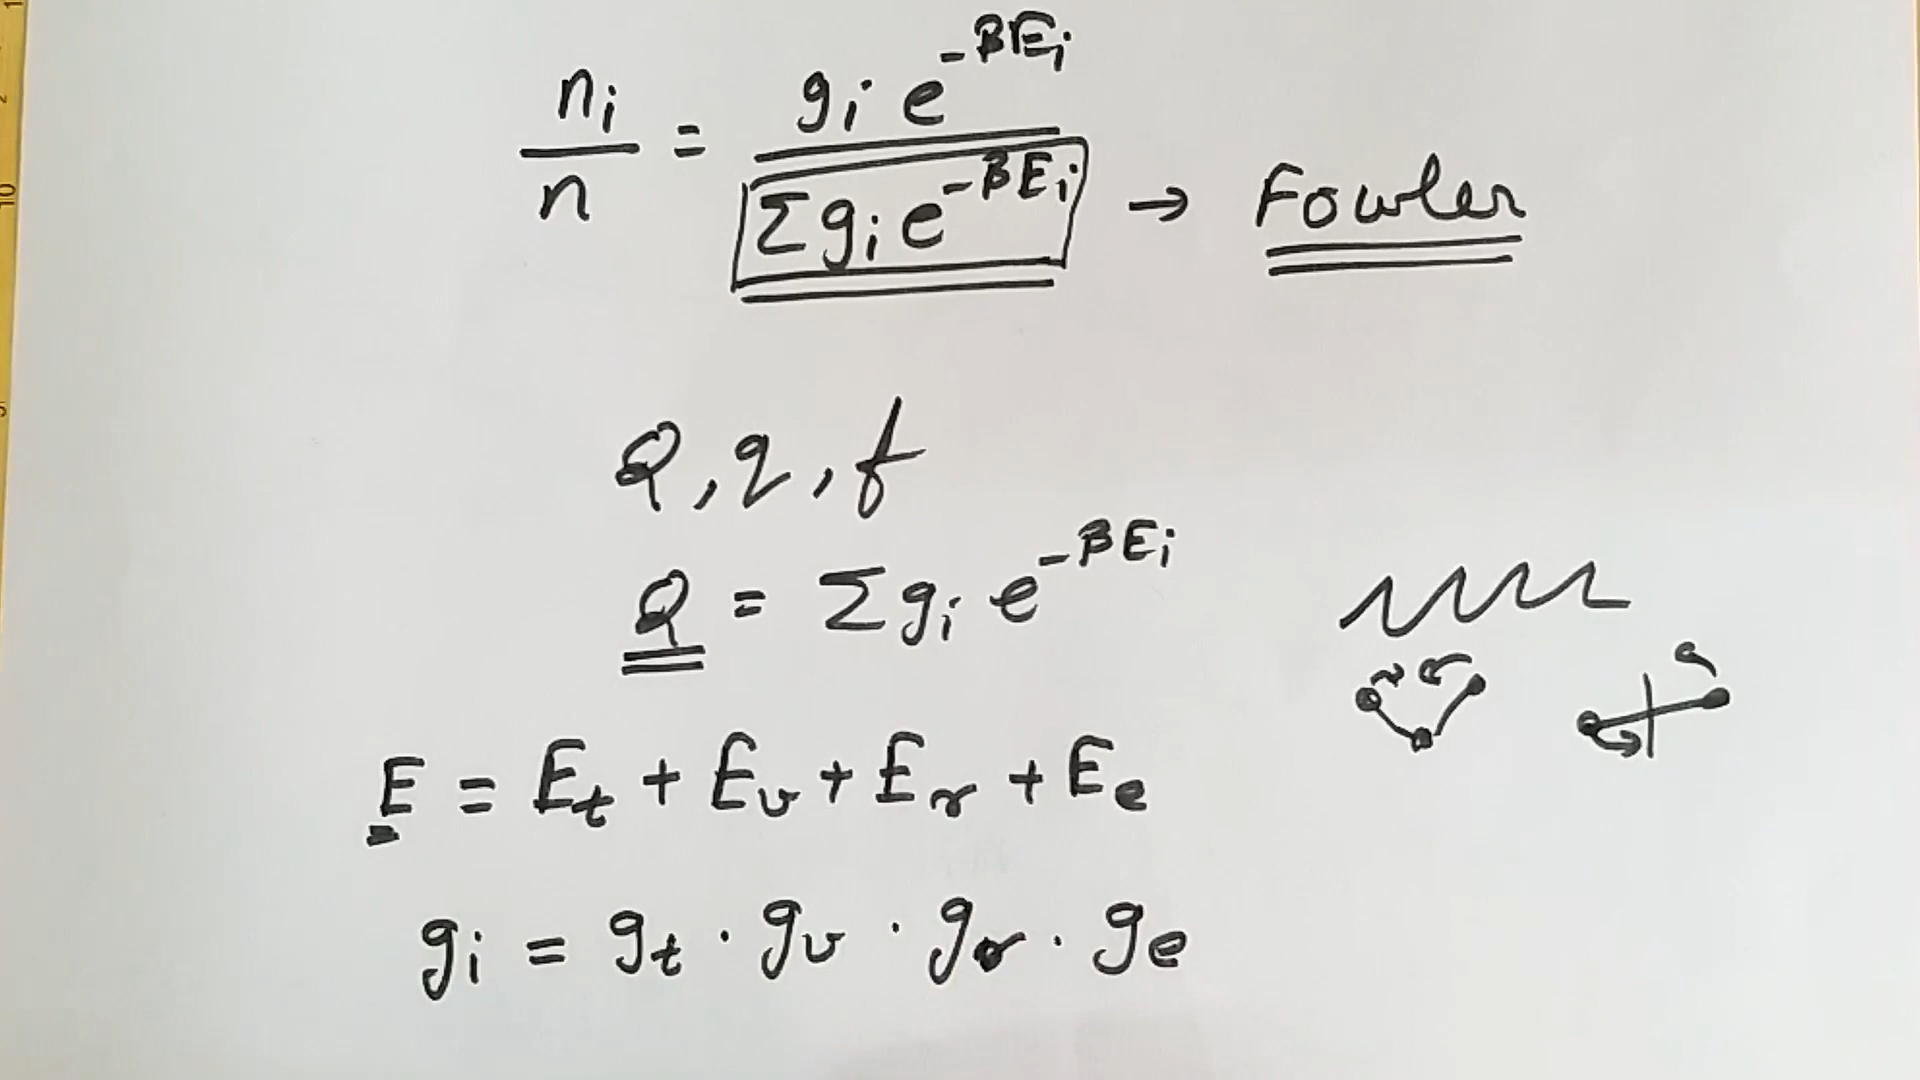 nᵢ/n = gᵢ e^-βEᵢ / Σgᵢ e^-βEᵢ → Fowler
Q, q, f
Q = Σgᵢ e^-βEᵢ
E = Et + Ev + Er + Ee
gᵢ = gt · gv · gr · ge